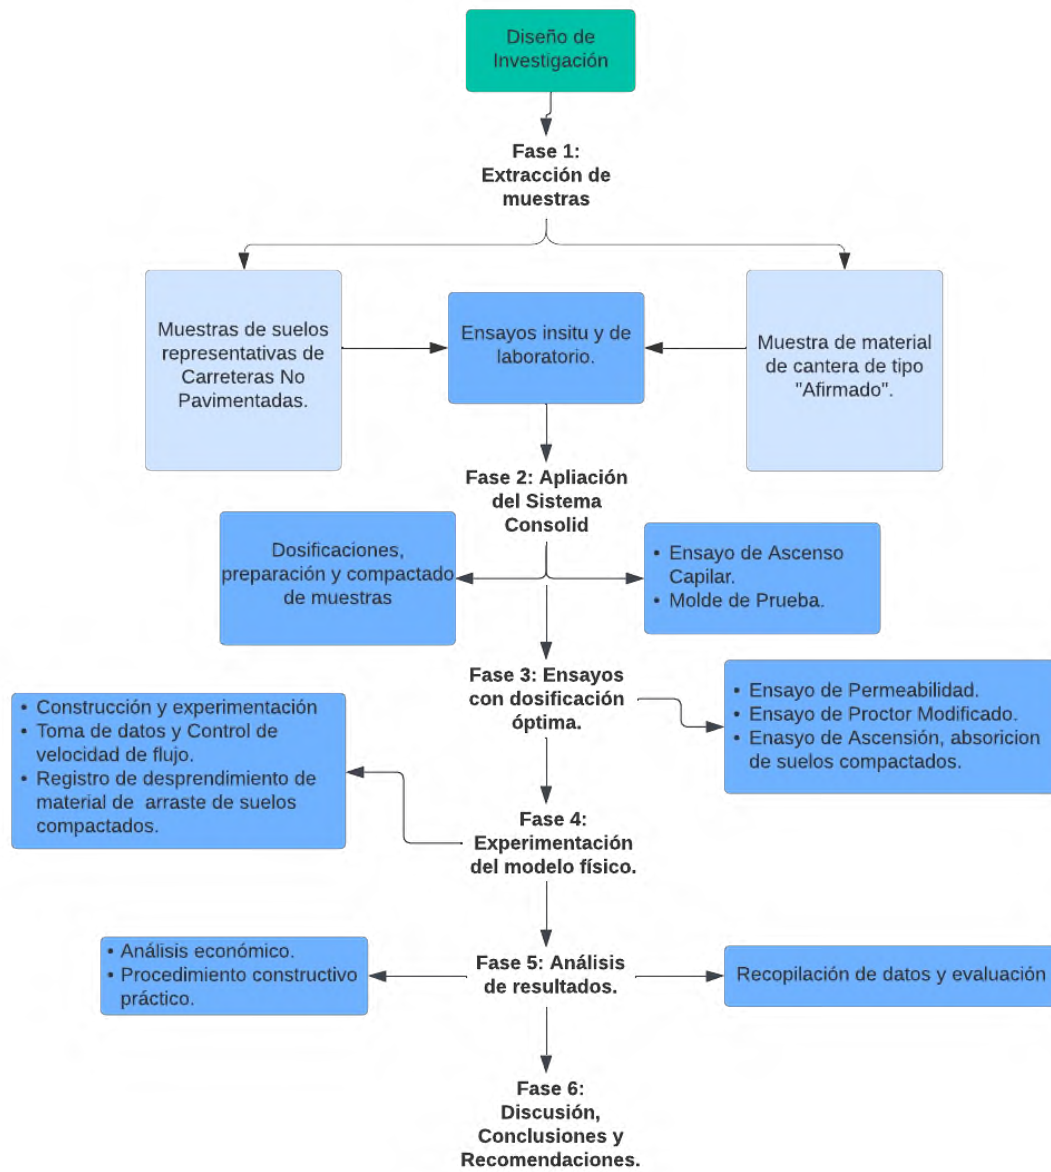 Diseño de
Investigación
Fase 1:
Extracción de
muestras
Muestras de suelos
representativas de
Carreteras No
Pavimentadas.
Ensayos insitu y de
laboratorio.
Muestra de material
de cantera de tipo
"Afirmado".
Fase 2: Apliación
del Sistema
Consolid
Dosificaciones,
preparación y compactado
de muestras
• Ensayo de Ascenso
Capilar.
• Molde de Prueba.
Fase 3: Ensayos
con dosificación
óptima.
• Ensayo de Permeabilidad.
• Ensayo de Proctor Modificado.
• Enasyo de Ascensión, absoricion
de suelos compactados.
• Construcción y experimentación
• Toma de datos y Control de
velocidad de flujo.
• Registro de desprendimiento de
material de arraste de suelos
compactados.
Fase 4:
Experimentación
del modelo físico.
• Análisis económico.
• Procedimiento constructivo
práctico.
Fase 5: Análisis
de resultados.
Recopilación de datos y evaluación
Fase 6:
Discusión,
Conclusiones y
Recomendaciones.